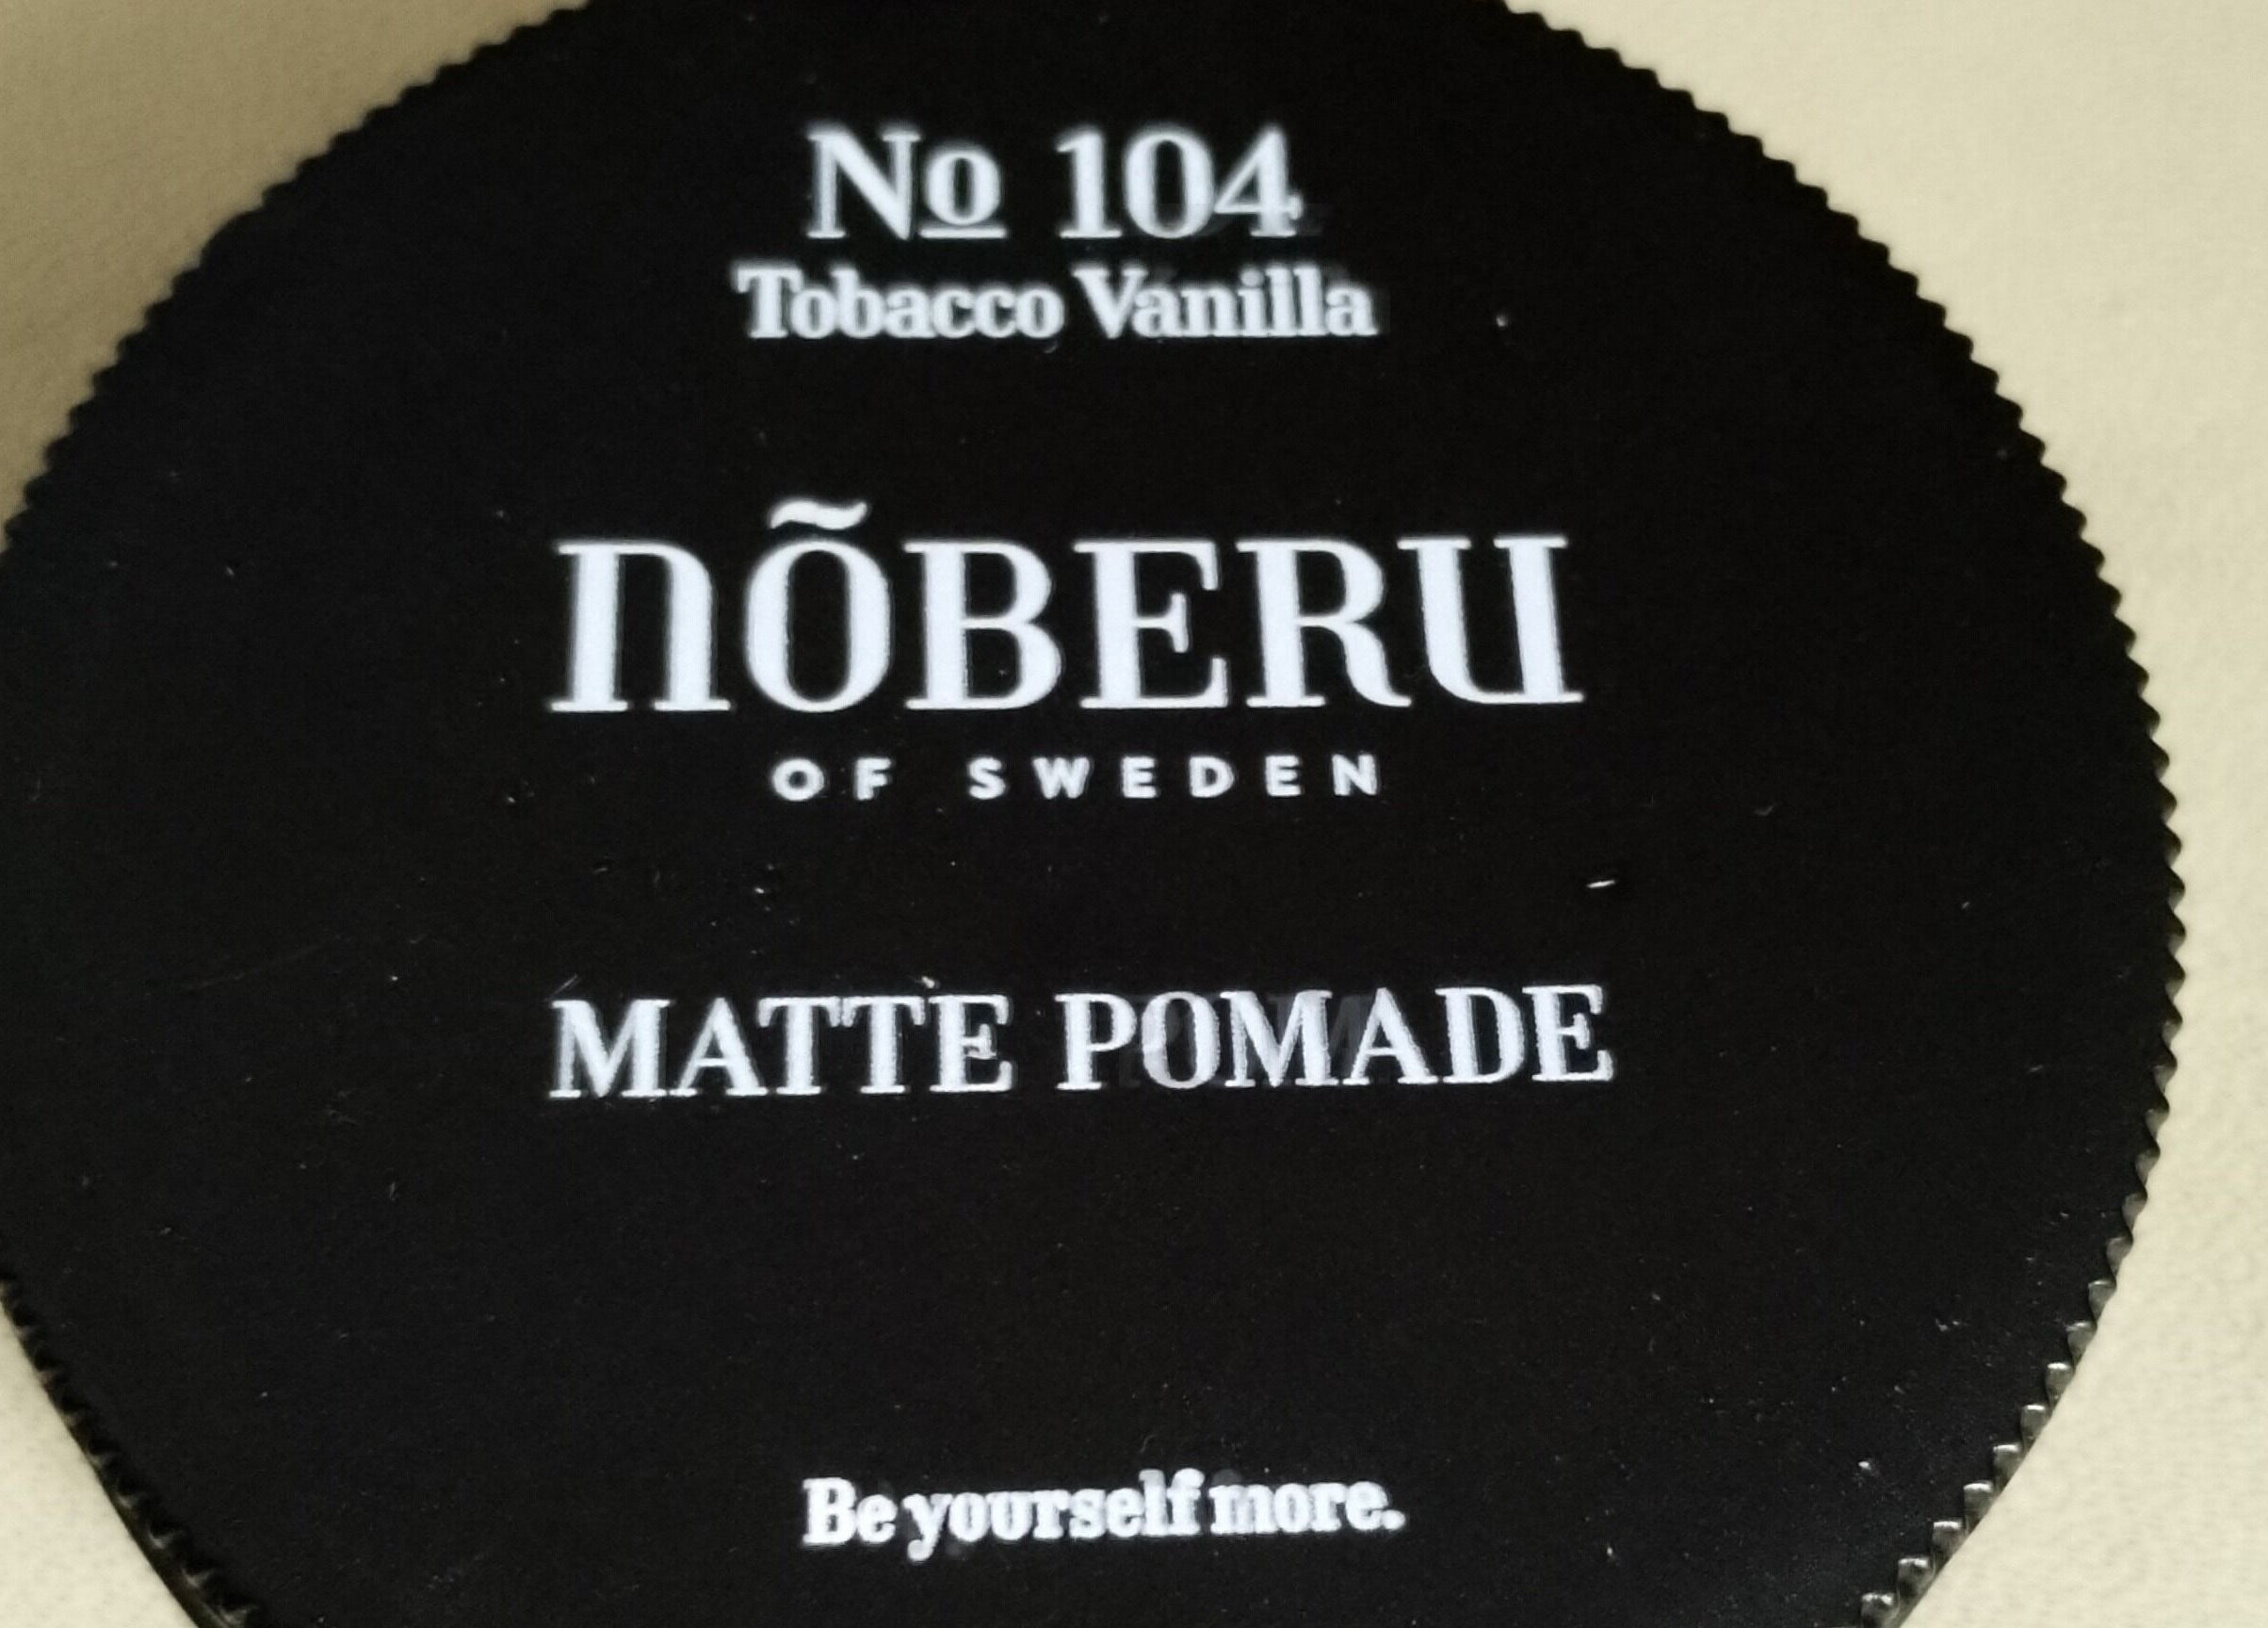 No 104
Tobacco Vanilla
nõBERU
OF SWEDEN
MATTE POMADE
Be yourself more.